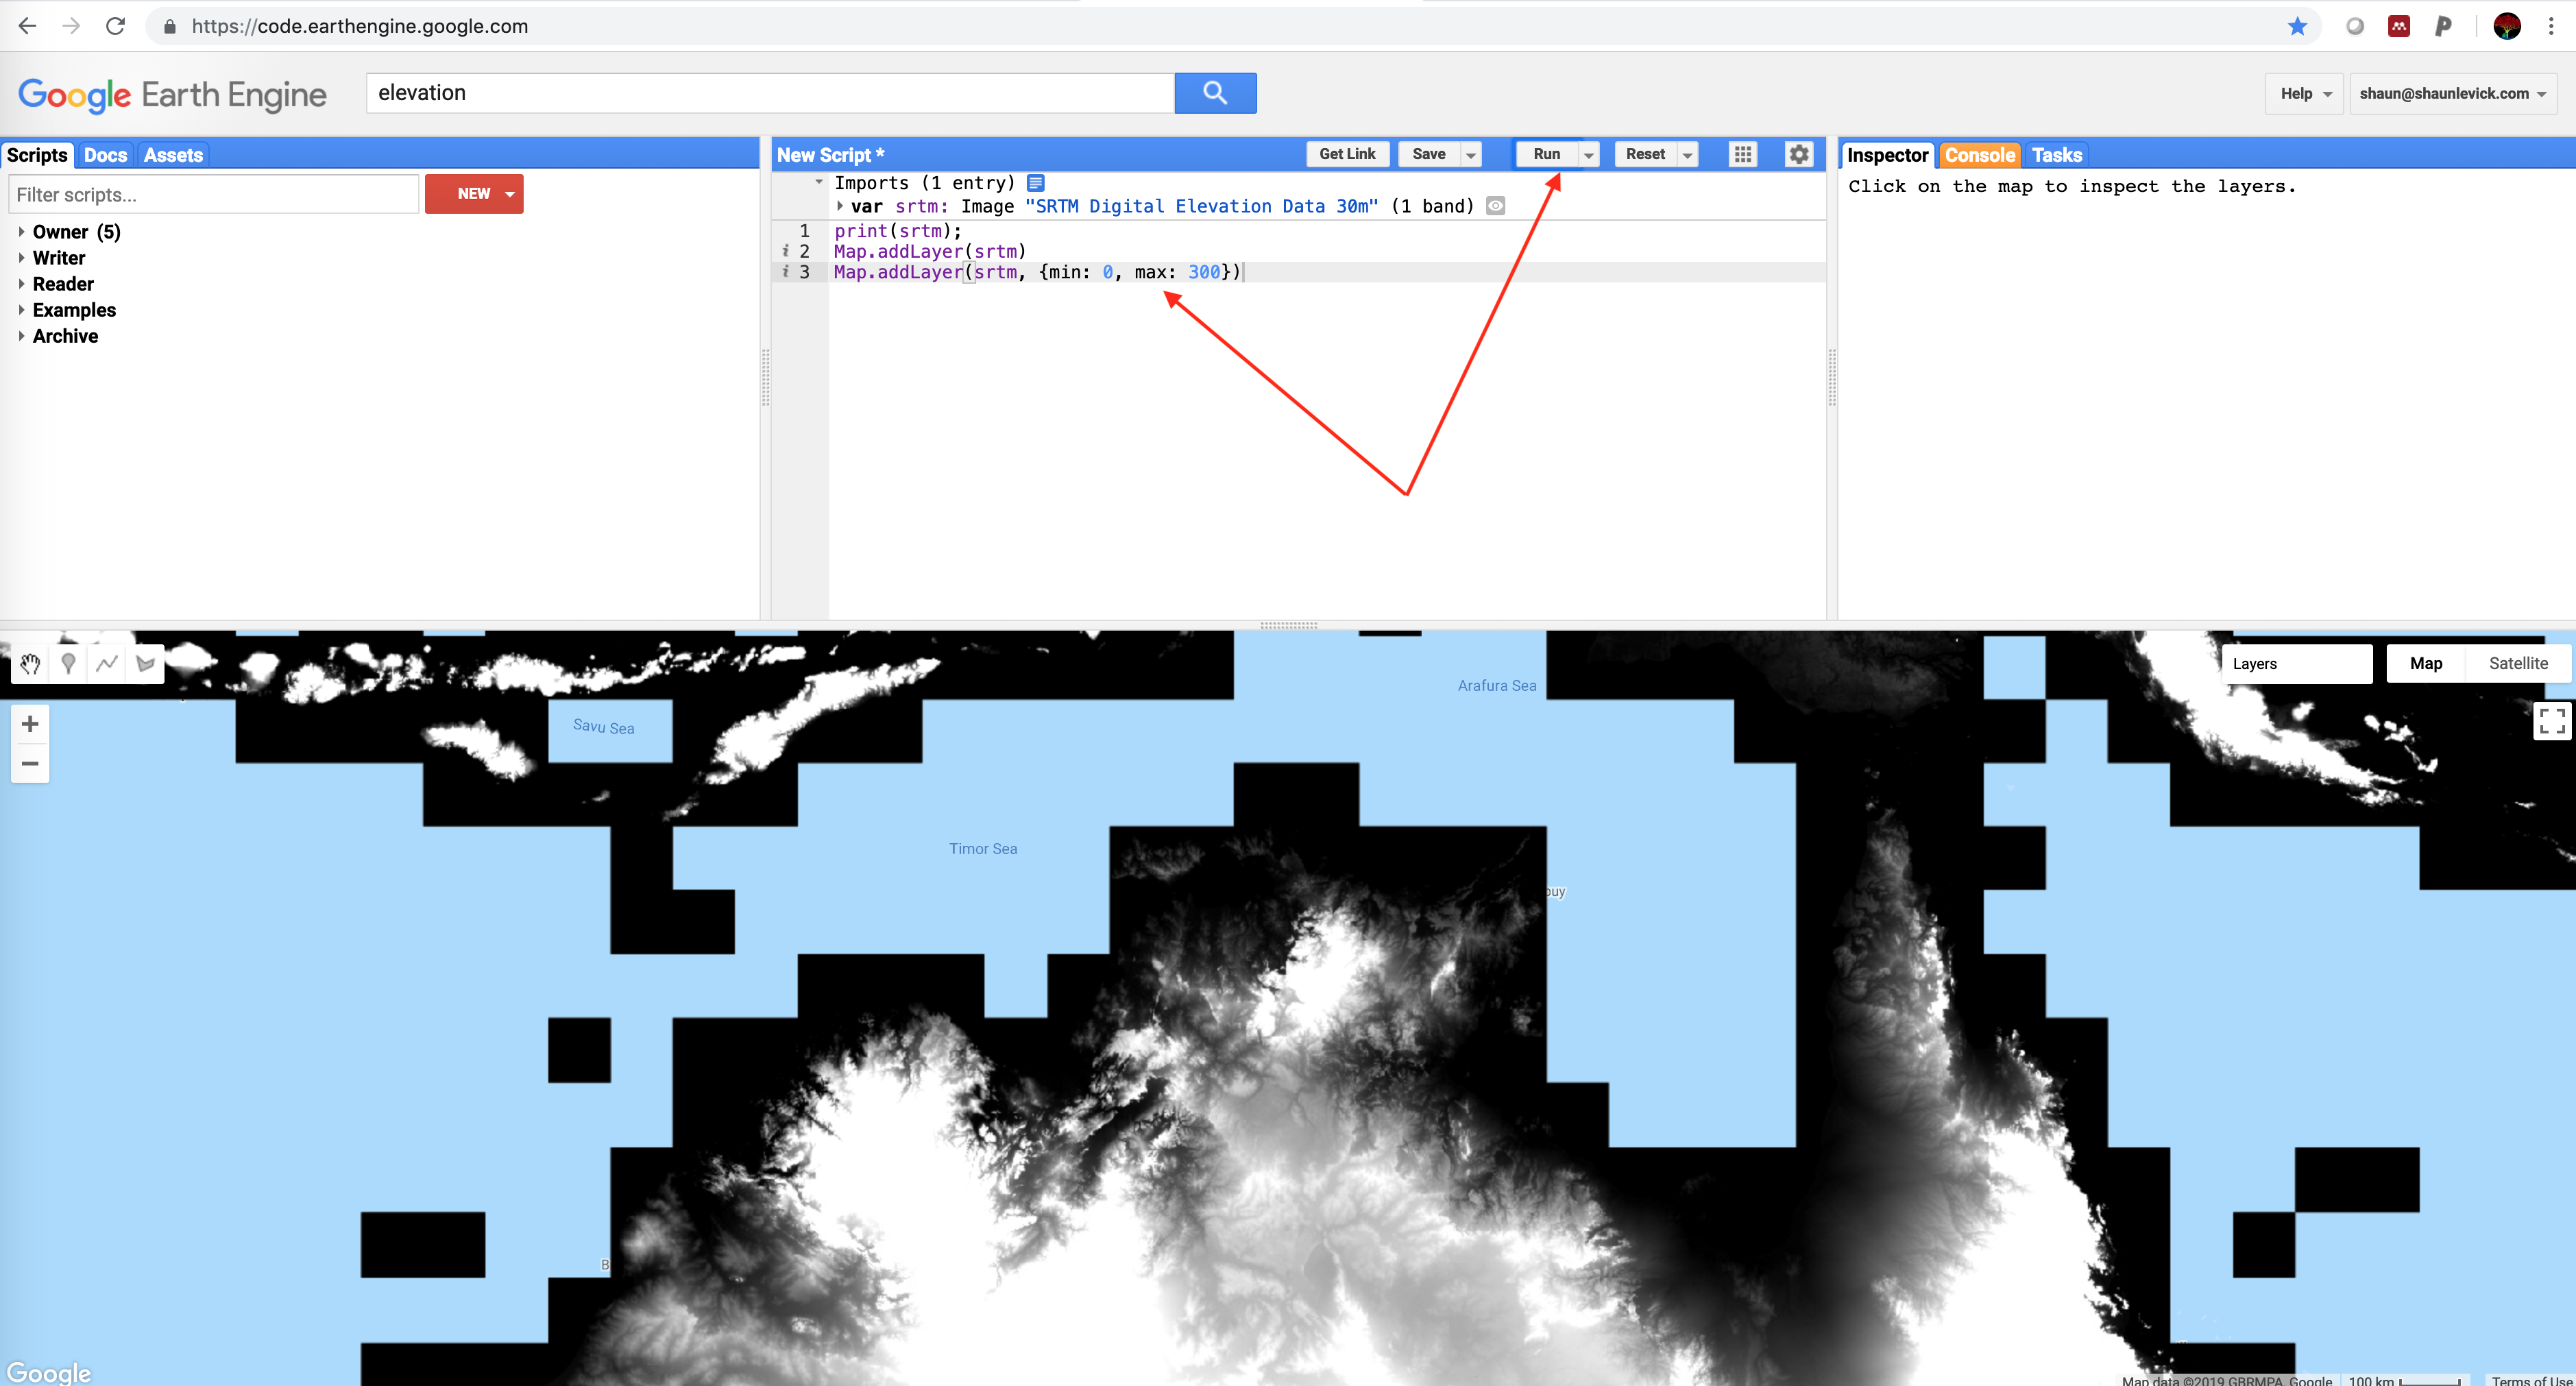 https://code.earthengine.google.com
Google Earth Engine
elevation
Help
shaun@shaunlevick.com
Scripts Docs Assets
New Script *
Get Link Save Run Reset
Inspector Console Tasks
Filter scripts...
NEW
Owner (5)
Writer
Reader
Examples
Archive
Imports (1 entry)
var srtm: Image "SRTM Digital Elevation Data 30m" (1 band)
1 print(srtm);
i 2 Map.addLayer(srtm)
i 3 Map.addLayer(srtm, {min: 0, max: 300})
Click on the map to inspect the layers.
Layers
Map Satellite
Arafura Sea
Savu Sea
Timor Sea
buy
B
Google
Map data ©2019 GBRMPA, Google 100 km Terms of Use